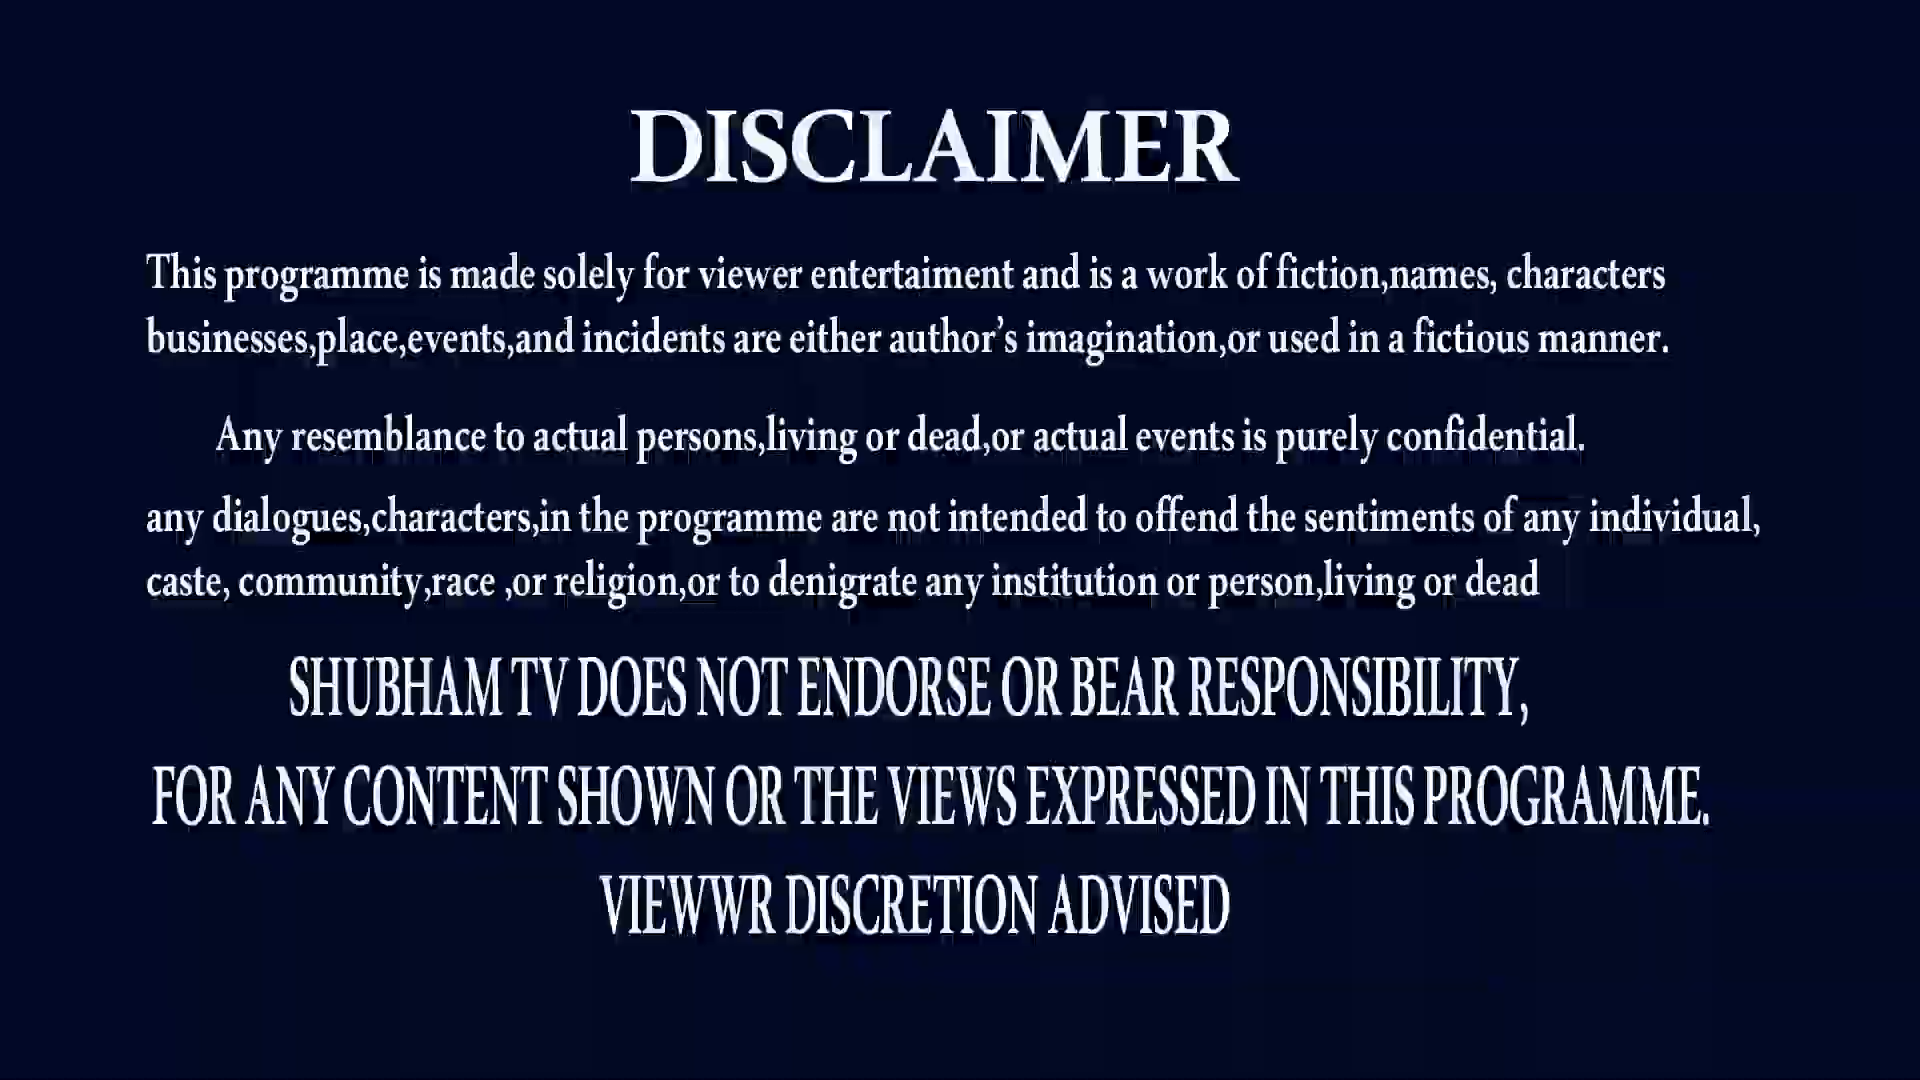 DISCLAIMER
This programme is made solely for viewer entertaiment and is a work of fiction,names, characters
businesses,place,events,and incidents are either author’s imagination,or used in a fictious manner.
Any resemblance to actual persons,living or dead,or actual events is purely confidential.
any dialogues,characters,in the programme are not intended to offend the sentiments of any individual,
caste, community,race ,or religion,or to denigrate any institution or person,living or dead
SHUBHAM TV DOES NOT ENDORSE OR BEAR RESPONSIBILITY,
FOR ANY CONTENT SHOWN OR THE VIEWS EXPRESSED IN THIS PROGRAMME.
VIEWWR DISCRETION ADVISED